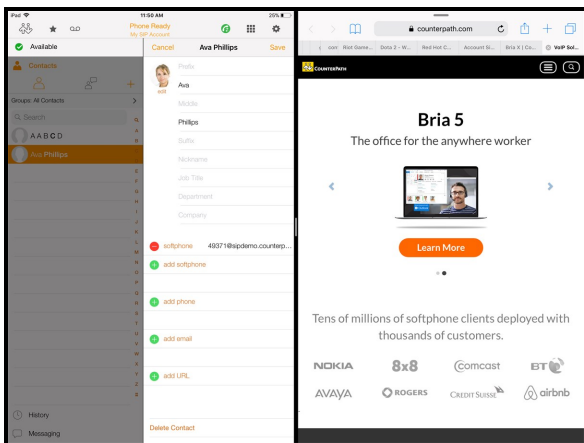 iPad
11:50 AM
25%
Phone Ready
My SIP Account
Available
Contacts
Groups: All Contacts
Search
A A B C D
Ava Phillips
Q
A
B
E
F
G
H
I
J
K
L
M
N
O
P
Q
R
S
T
U
V
W
X
Y
Z
#
History
Messaging
Cancel
Ava Phillips
Save
edit
Prefix
Ava
Middle
Phillips
Suffix
Nickname
Job Title
Department
Company
softphone 49371@sipdemo.counterp...
add softphone
add phone
add email
add URL
Delete Contact
counterpath.com
con
Riot Game...
Dota 2 - W...
Red Hot C...
Account Si...
Bria X | Co...
VoIP Sol...
COUNTERPATH
Bria 5
The office for the anywhere worker
Learn More
Tens of millions of softphone clients deployed with
thousands of customers.
NOKIA 8x8 Comcast BT
AVAYA ROGERS CREDIT SUISSE airbnb